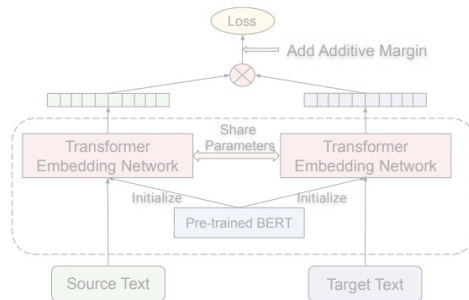 Loss
Add Additive Margin
Transformer
Embedding Network
Share
Parameters
Transformer
Embedding Network
Initialize
Initialize
Pre-trained BERT
Source Text
Target Text